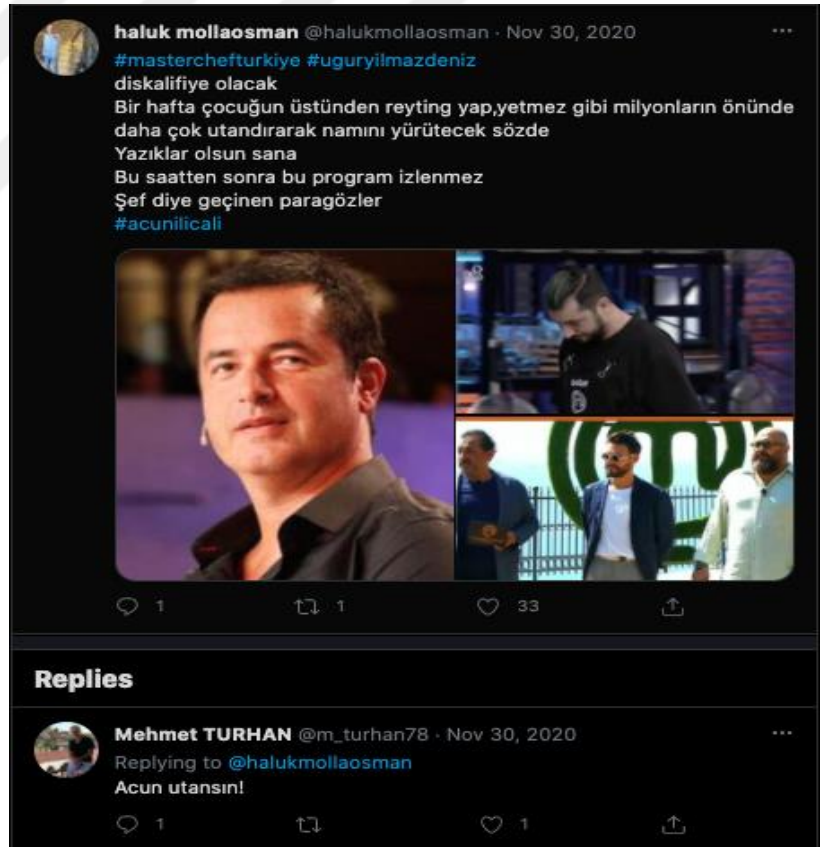 haluk mollaosman @halukmollaosman · Nov 30, 2020
#masterchefturkiye #uguryilmazdeniz
diskalifiye olacak
Bir hafta çocuğun üstünden reyting yap,yetmez gibi milyonların önünde
daha çok utandırarak namını yürütecek sözde
Yazıklar olsun sana
Bu saatten sonra bu program izlenmez
Şef diye geçinen paragözler
#acunilicali
1 1 33
Replies
Mehmet TURHAN @m_turhan78 · Nov 30, 2020
Replying to @halukmollaosman
Acun utansın!
1 1